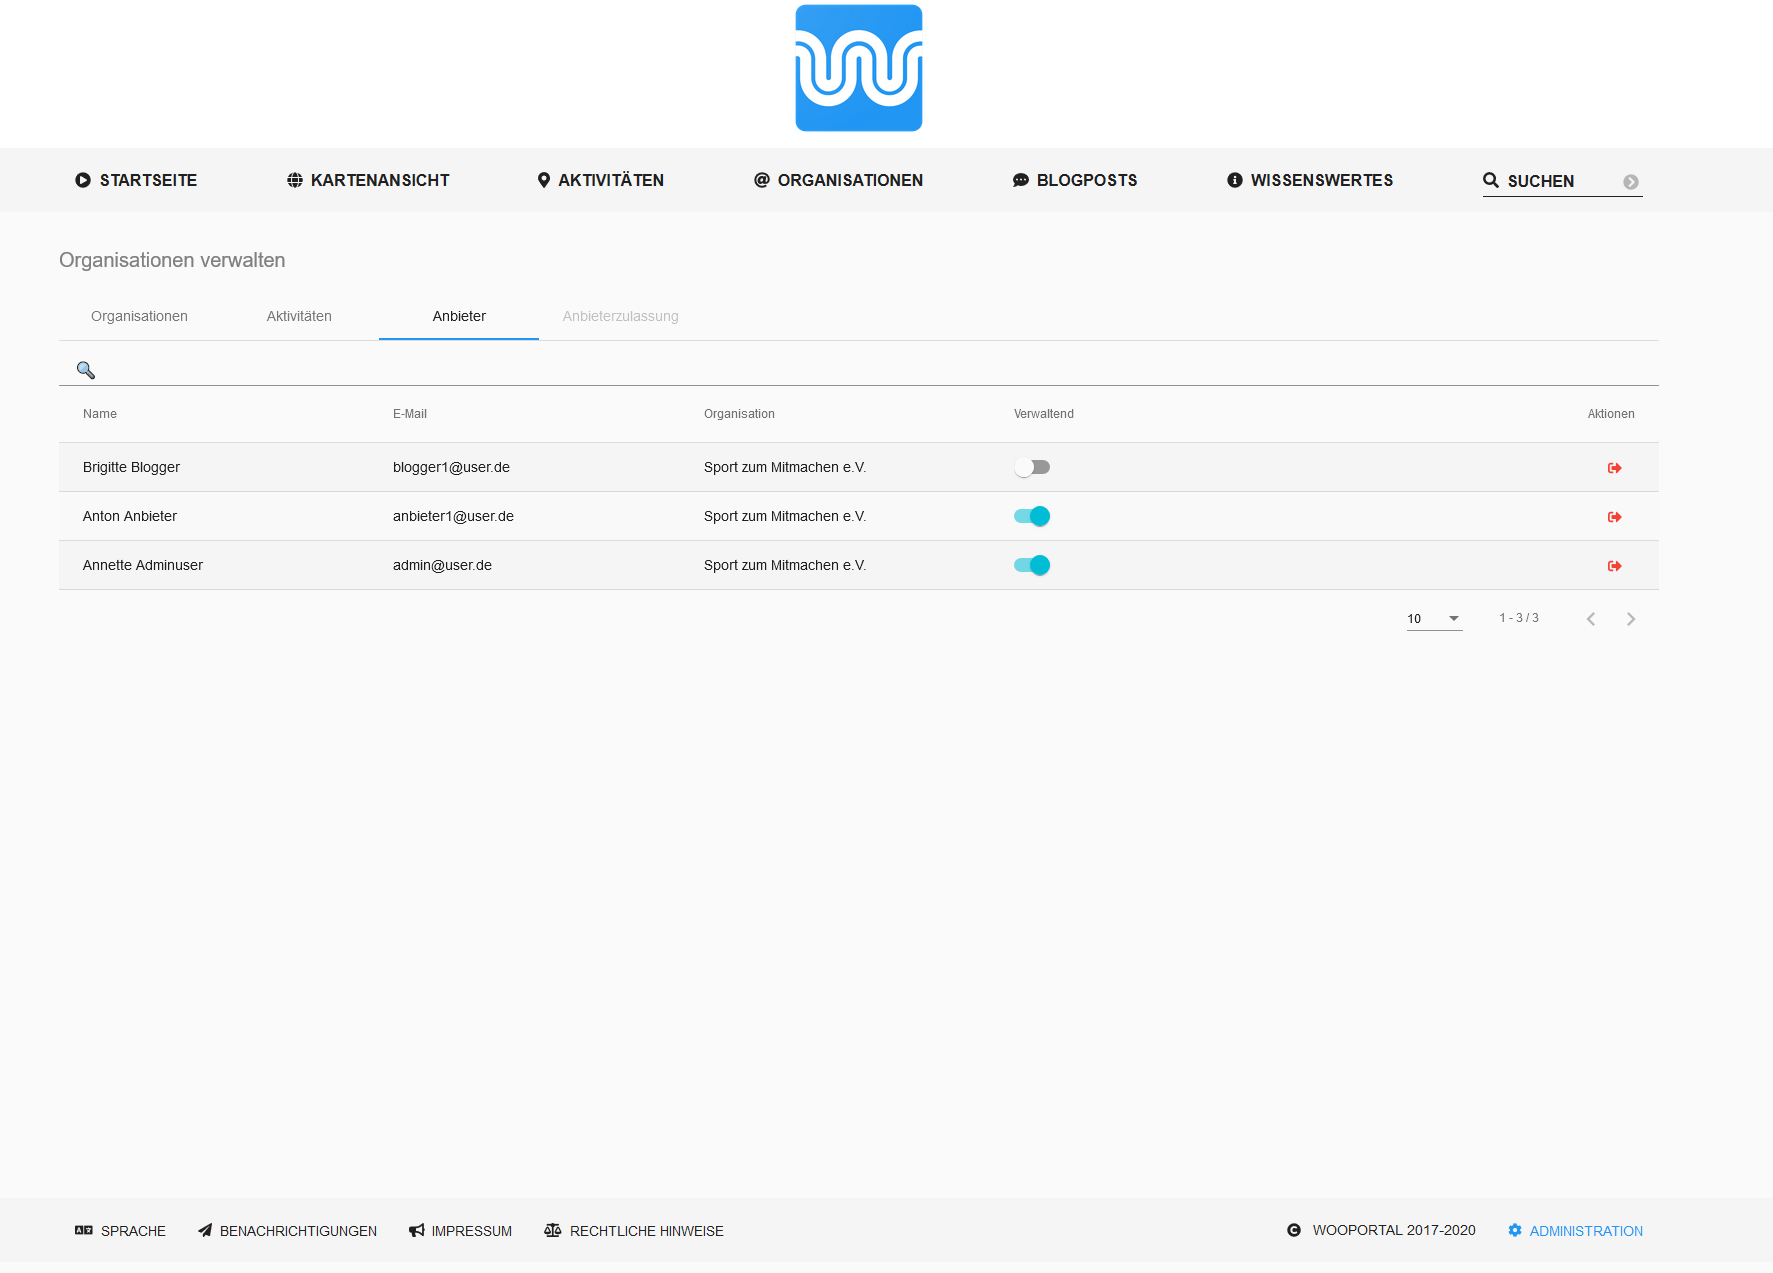 STARTSEITE KARTENANSICHT AKTIVITÄTEN ORGANISATIONEN BLOGPOSTS WISSENSWERTES SUCHEN
Organisationen verwalten
Organisationen Aktivitäten Anbieter Anbieterzulassung
Name E-Mail Organisation Verwaltend Aktionen
Brigitte Blogger blogger1@user.de Sport zum Mitmachen e.V.
Anton Anbieter anbieter1@user.de Sport zum Mitmachen e.V.
Annette Adminuser admin@user.de Sport zum Mitmachen e.V.
10 1 - 3 / 3
SPRACHE BENACHRICHTIGUNGEN IMPRESSUM RECHTLICHE HINWEISE WOOPORTAL 2017-2020 ADMINISTRATION